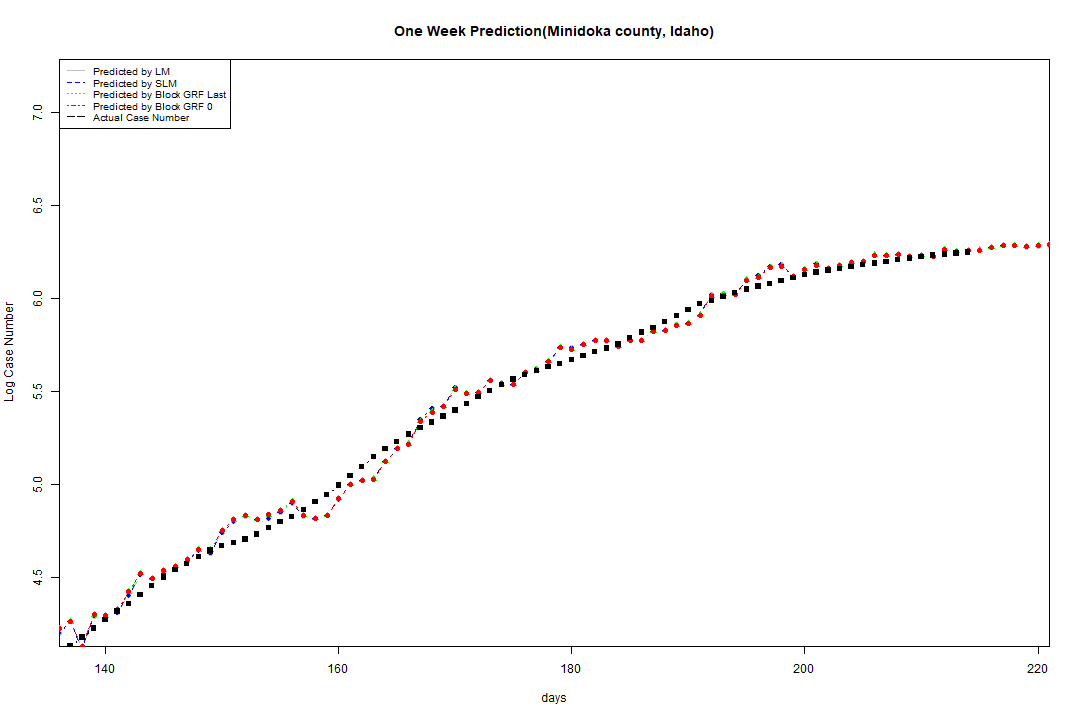 One Week Prediction(Minidoka county, Idaho)
Predicted by LM
Predicted by SLM
Predicted by Block GRF Last
Predicted by Block GRF 0
Actual Case Number
7.0
6.5
6.0
5.5
5.0
4.5
Log Case Number
140 160 180 200 220
days